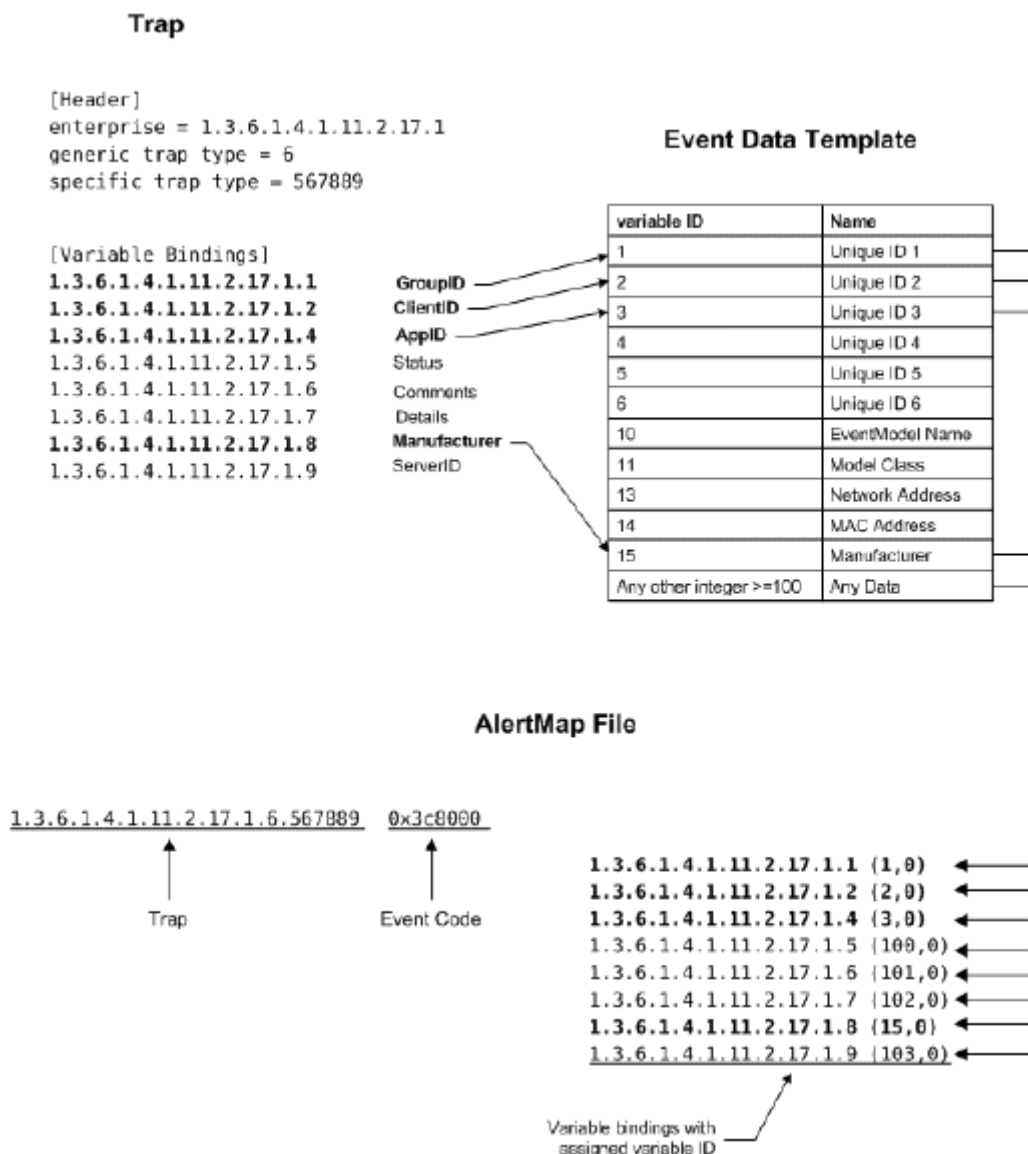 Trap
[Header]
enterprise = 1.3.6.1.4.1.11.2.17.1
generic trap type = 6
specific trap type = 567889
[Variable Bindings]
1.3.6.1.4.1.11.2.17.1.1
1.3.6.1.4.1.11.2.17.1.2
1.3.6.1.4.1.11.2.17.1.4
1.3.6.1.4.1.11.2.17.1.5
1.3.6.1.4.1.11.2.17.1.6
1.3.6.1.4.1.11.2.17.1.7
1.3.6.1.4.1.11.2.17.1.8
1.3.6.1.4.1.11.2.17.1.9
GroupID
ClientID
AppID
Status
Comments
Details
Manufacturer
ServerID
Event Data Template
variable ID Name
1 Unique ID 1
2 Unique ID 2
3 Unique ID 3
4 Unique ID 4
5 Unique ID 5
6 Unique ID 6
10 EventModel Name
11 Model Class
13 Network Address
14 MAC Address
15 Manufacturer
Any other integer >=100 Any Data
AlertMap File
1.3.6.1.4.1.11.2.17.1.6.567889 0x3c8000
Trap Event Code
1.3.6.1.4.1.11.2.17.1.1 (1,0)
1.3.6.1.4.1.11.2.17.1.2 (2,0)
1.3.6.1.4.1.11.2.17.1.4 (3,0)
1.3.6.1.4.1.11.2.17.1.5 (100,0)
1.3.6.1.4.1.11.2.17.1.6 (101,0)
1.3.6.1.4.1.11.2.17.1.7 (102,0)
1.3.6.1.4.1.11.2.17.1.8 (15,0)
1.3.6.1.4.1.11.2.17.1.9 (103,0)
Variable bindings with
assigned variable ID